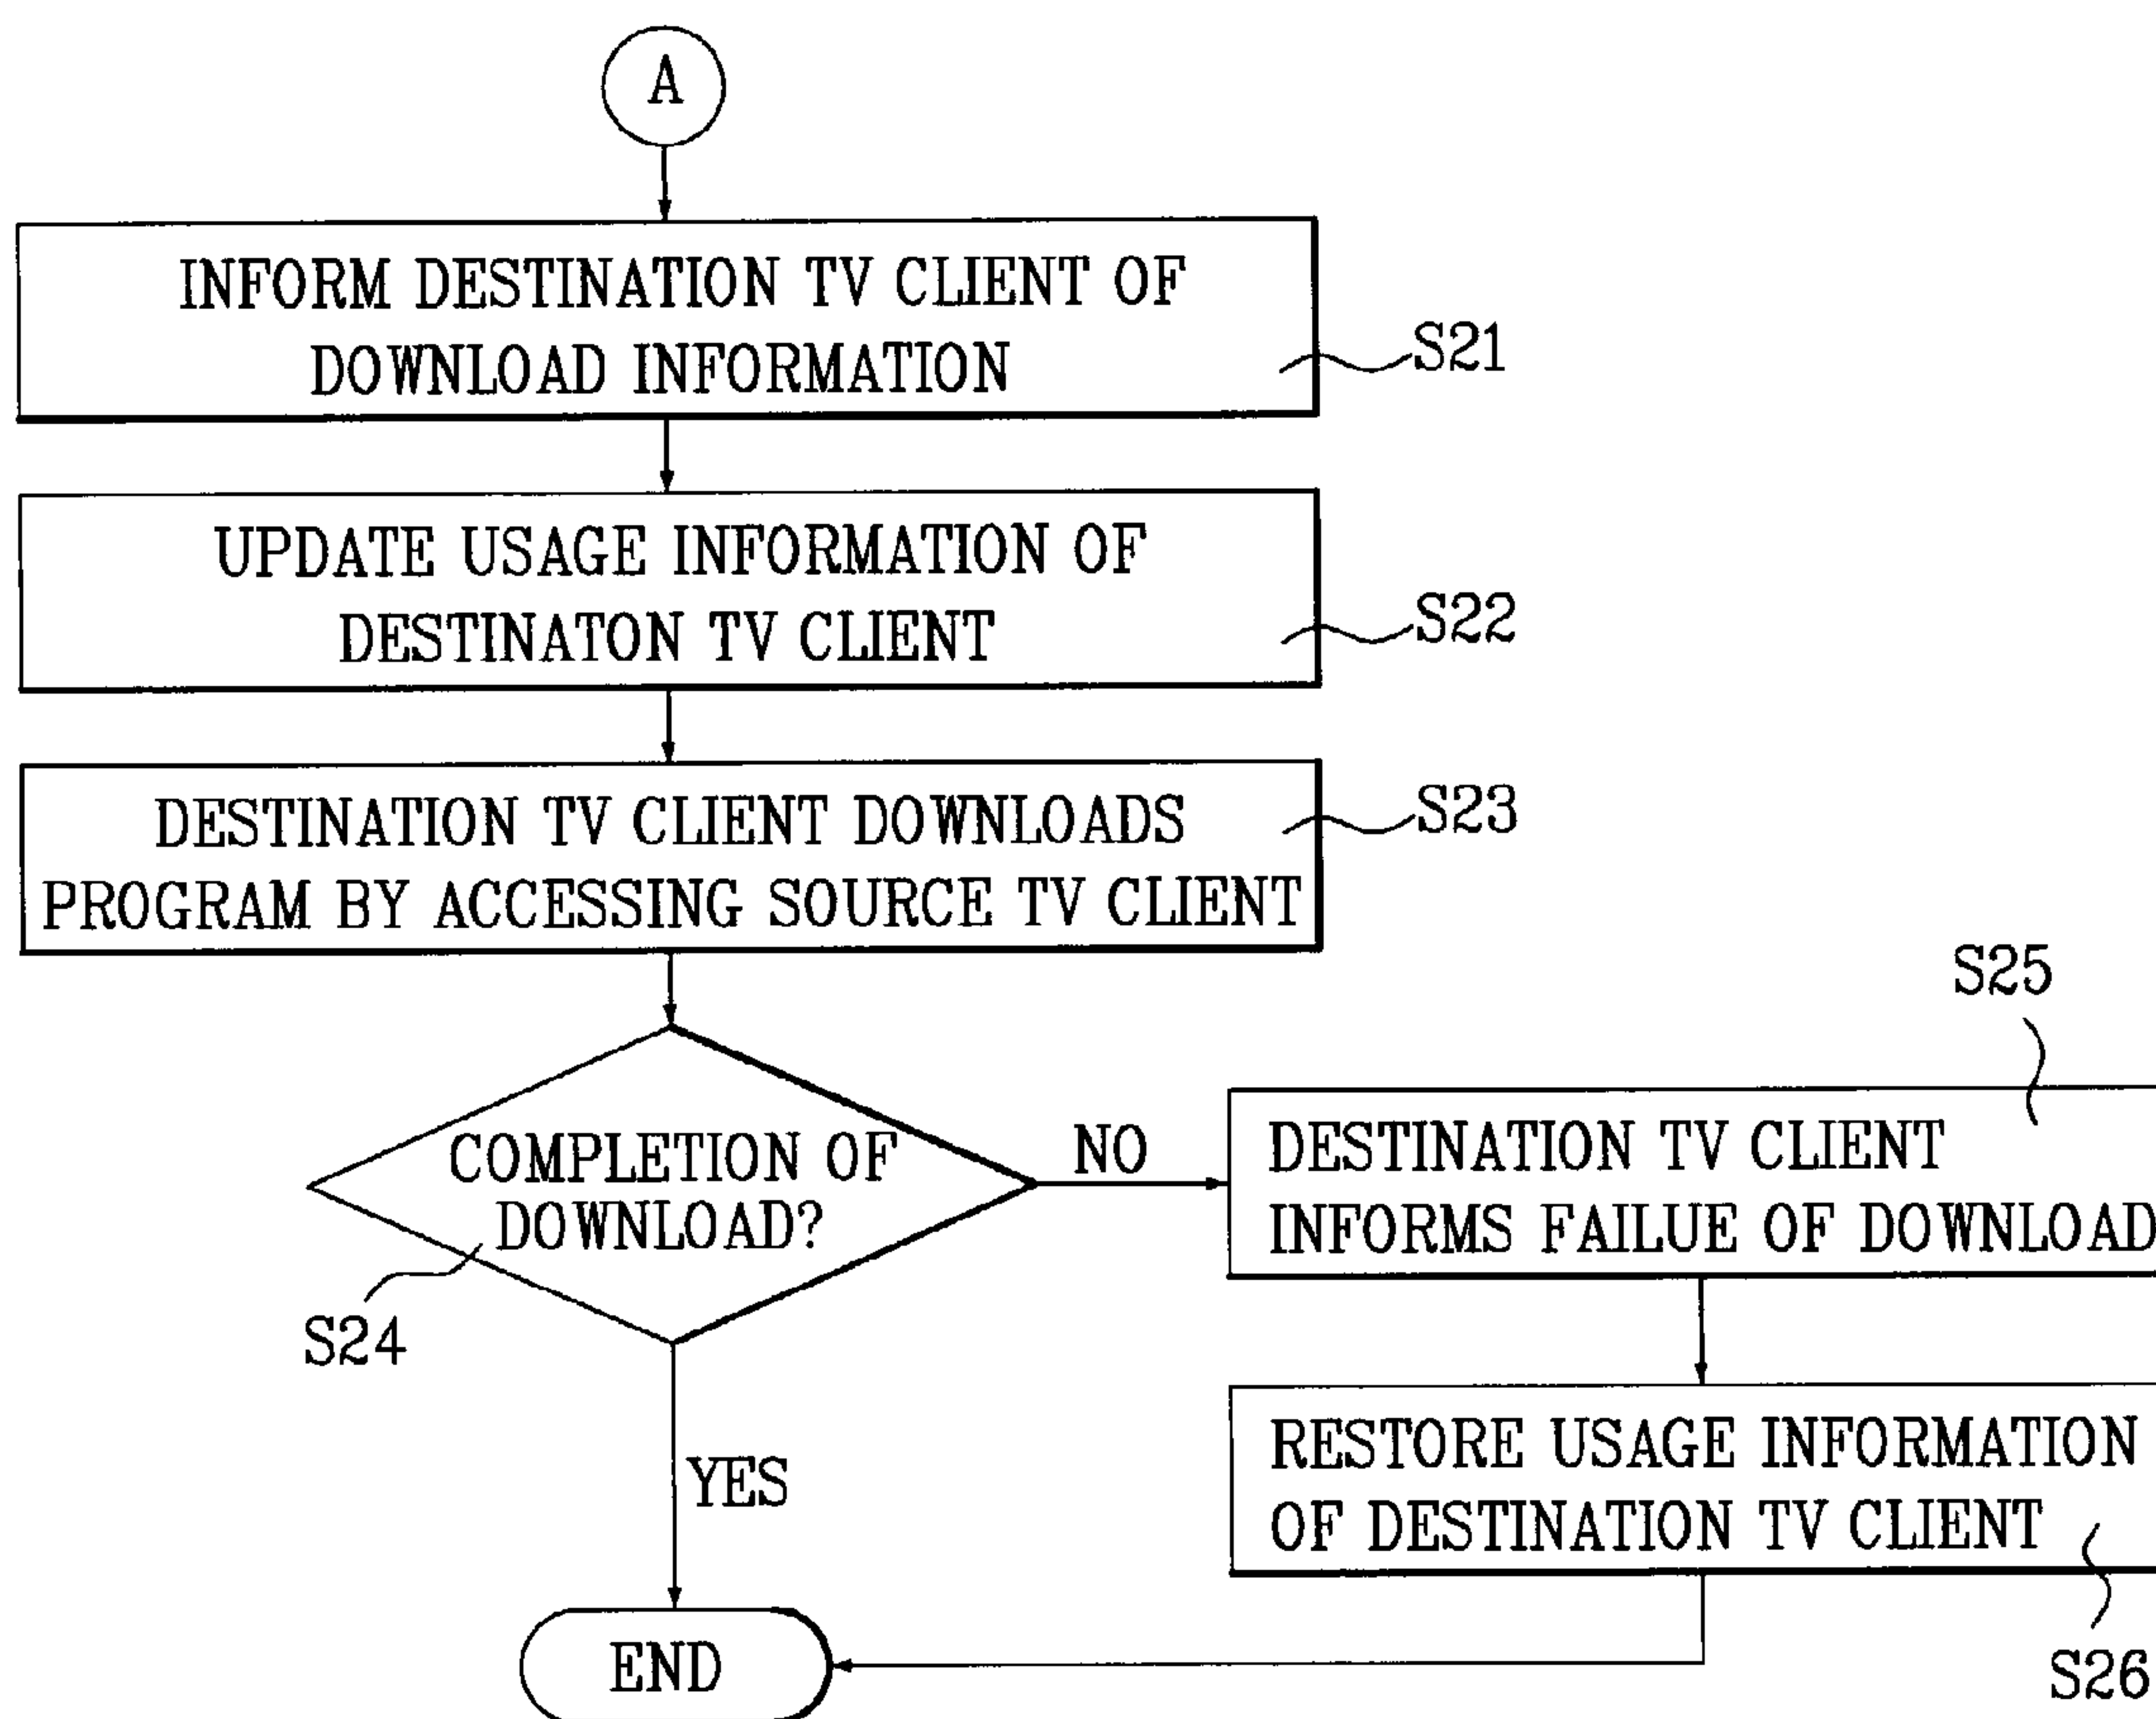 A
INFORM DESTINATION TV CLIENT OF
DOWNLOAD INFORMATION
S21
UPDATE USAGE INFORMATION OF
DESTINATON TV CLIENT
S22
DESTINATION TV CLIENT DOWNLOADS
PROGRAM BY ACCESSING SOURCE TV CLIENT
S23
COMPLETION OF
DOWNLOAD?
S24
NO
S25
DESTINATION TV CLIENT
INFORMS FAILUE OF DOWNLOAD
RESTORE USAGE INFORMATION
OF DESTINATION TV CLIENT
S26
YES
END